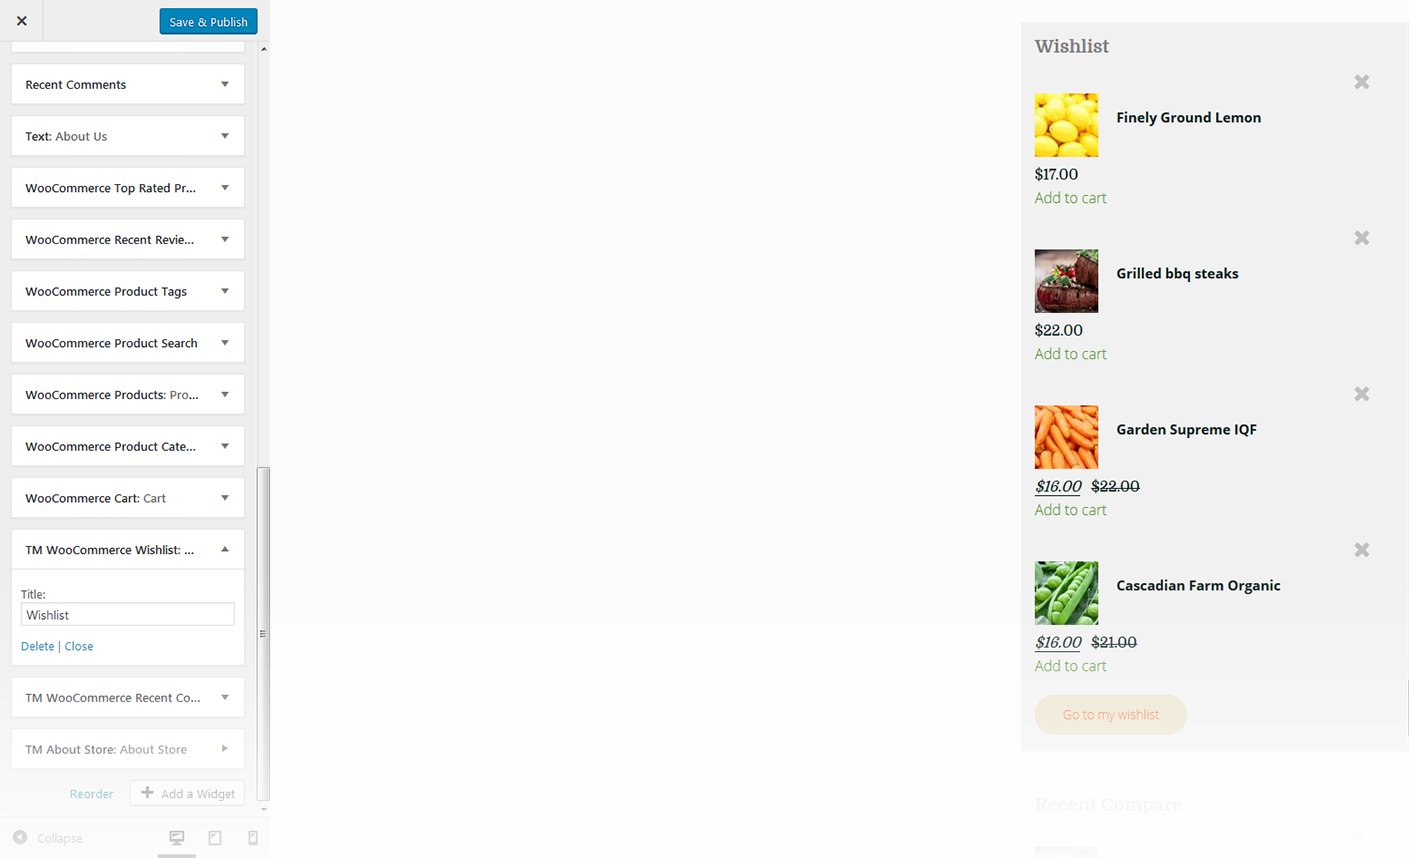 Save & Publish
Recent Comments
Text: About Us
WooCommerce Top Rated Pr...
WooCommerce Recent Revie...
WooCommerce Product Tags
WooCommerce Product Search
WooCommerce Products: Pro...
WooCommerce Product Cate...
WooCommerce Cart: Cart
TM WooCommerce Wishlist: ...
Title:
Wishlist
Delete | Close
TM WooCommerce Recent Co...
TM About Store: About Store
Reorder
Add a Widget
Collapse
Wishlist
Finely Ground Lemon
$17.00
Add to cart
Grilled bbq steaks
$22.00
Add to cart
Garden Supreme IQF
$16.00 $22.00
Add to cart
Cascadian Farm Organic
$16.00 $21.00
Add to cart
Go to my wishlist
Recent Compare